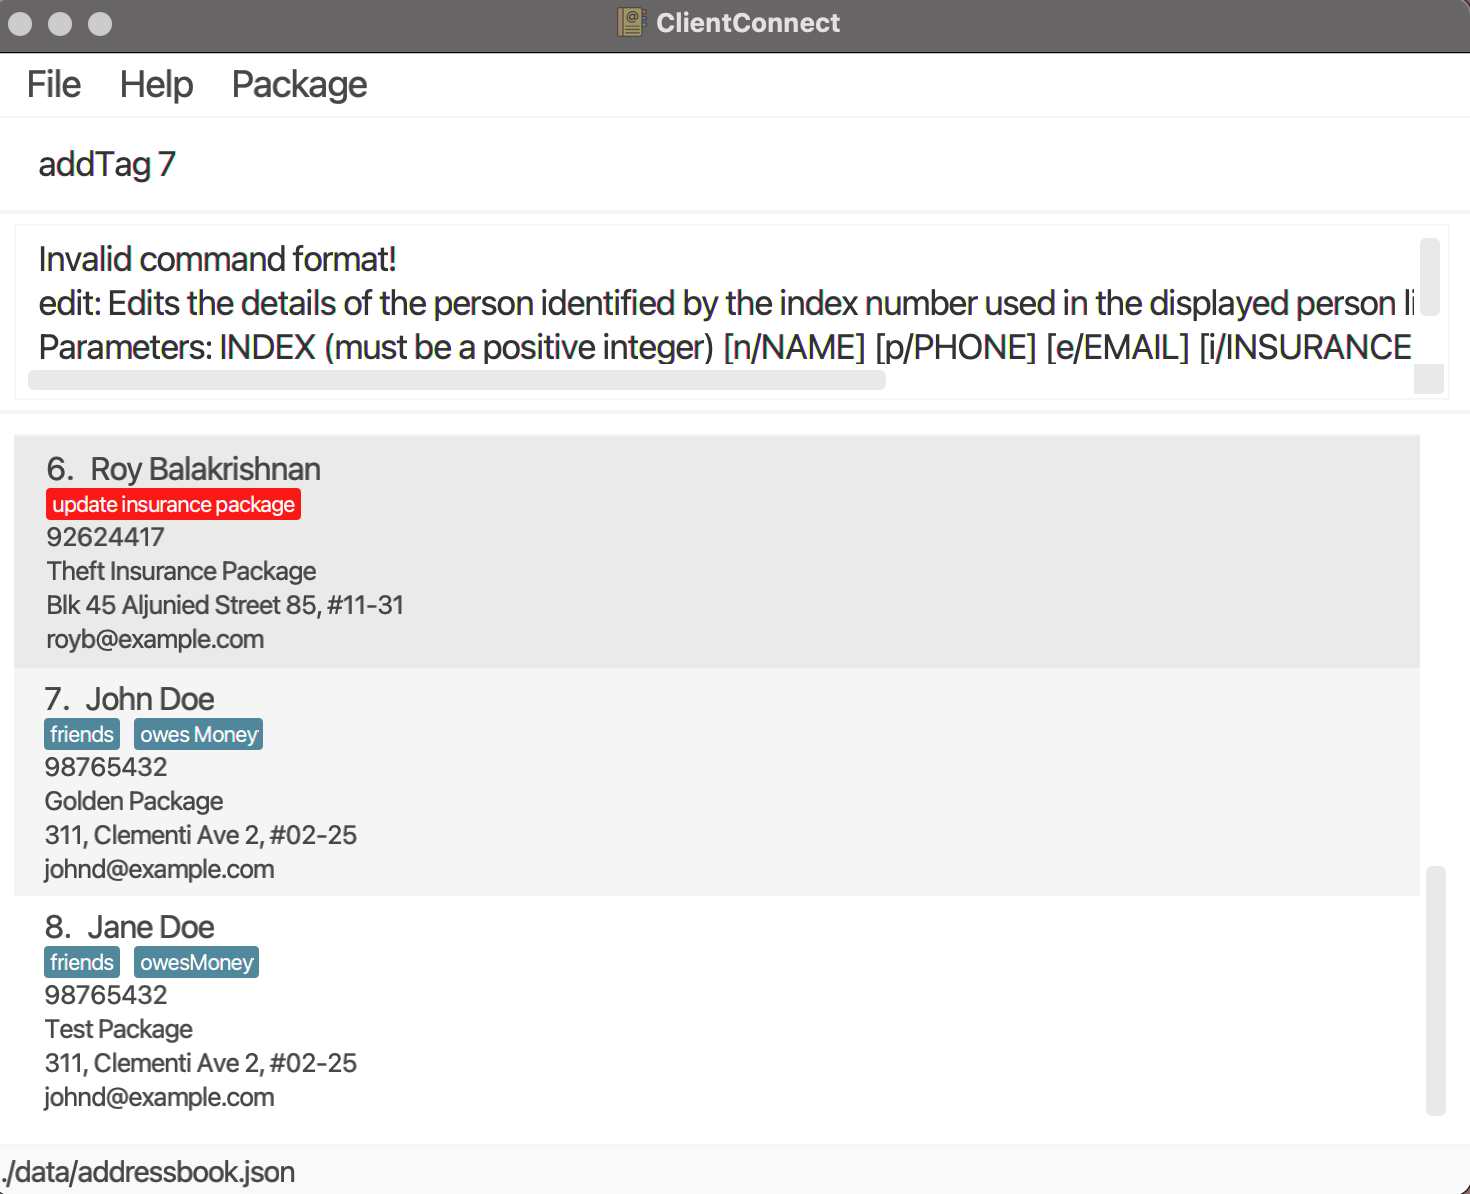 ClientConnect
File Help Package
addTag 7
Invalid command format!
edit: Edits the details of the person identified by the index number used in the displayed person li
Parameters: INDEX (must be a positive integer) [n/NAME] [p/PHONE] [e/EMAIL] [i/INSURANCE
6. Roy Balakrishnan
update insurance package
92624417
Theft Insurance Package
Blk 45 Aljunied Street 85, #11-31
royb@example.com
7. John Doe
friends owes Money
98765432
Golden Package
311, Clementi Ave 2, #02-25
johnd@example.com
8. Jane Doe
friends owesMoney
98765432
Test Package
311, Clementi Ave 2, #02-25
johnd@example.com
./data/addressbook.json